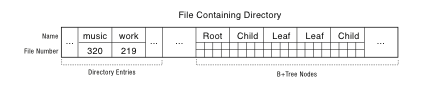 File Containing Directory
Name ... music work ... ... Root Child Leaf Leaf Child ...
File Number 320 219
Directory Entries B+Tree Nodes